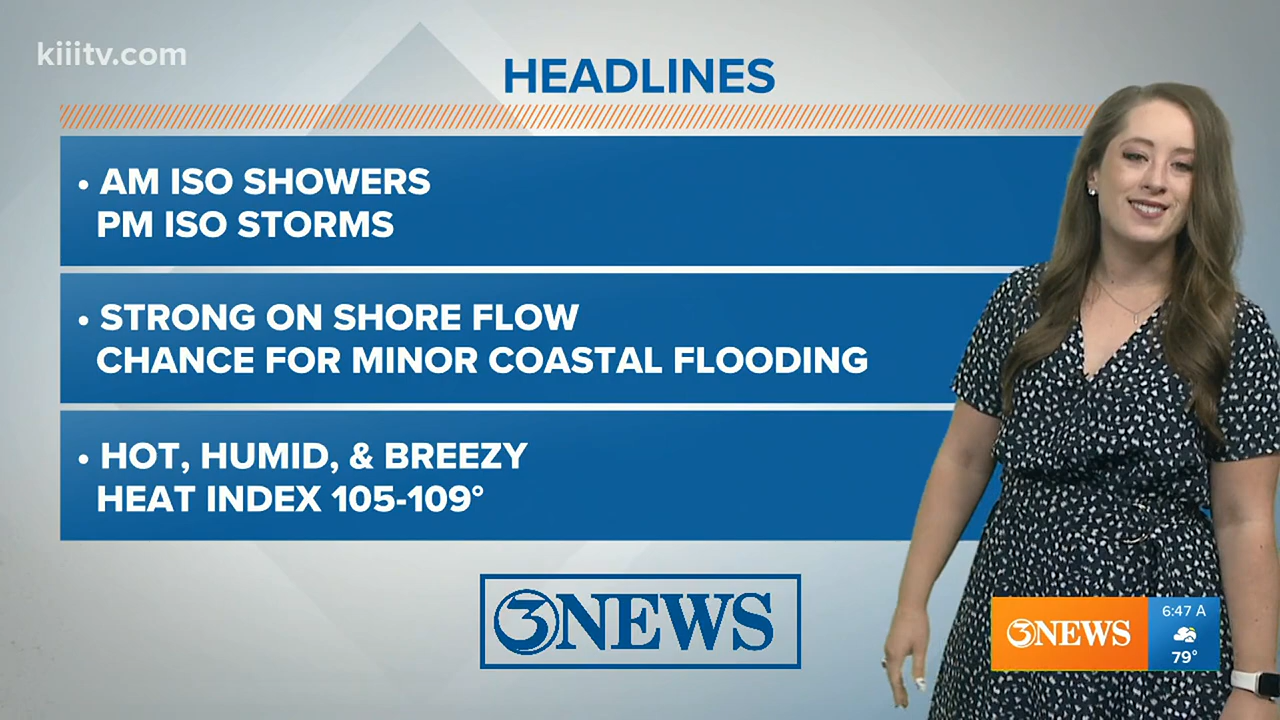 kiiitv.com
HEADLINES
• AM ISO SHOWERS
PM ISO STORMS
• STRONG ON SHORE FLOW
CHANCE FOR MINOR COASTAL FLOODING
• HOT, HUMID, & BREEZY
HEAT INDEX 105-109°
3NEWS
3NEWS
6:47 A
79°